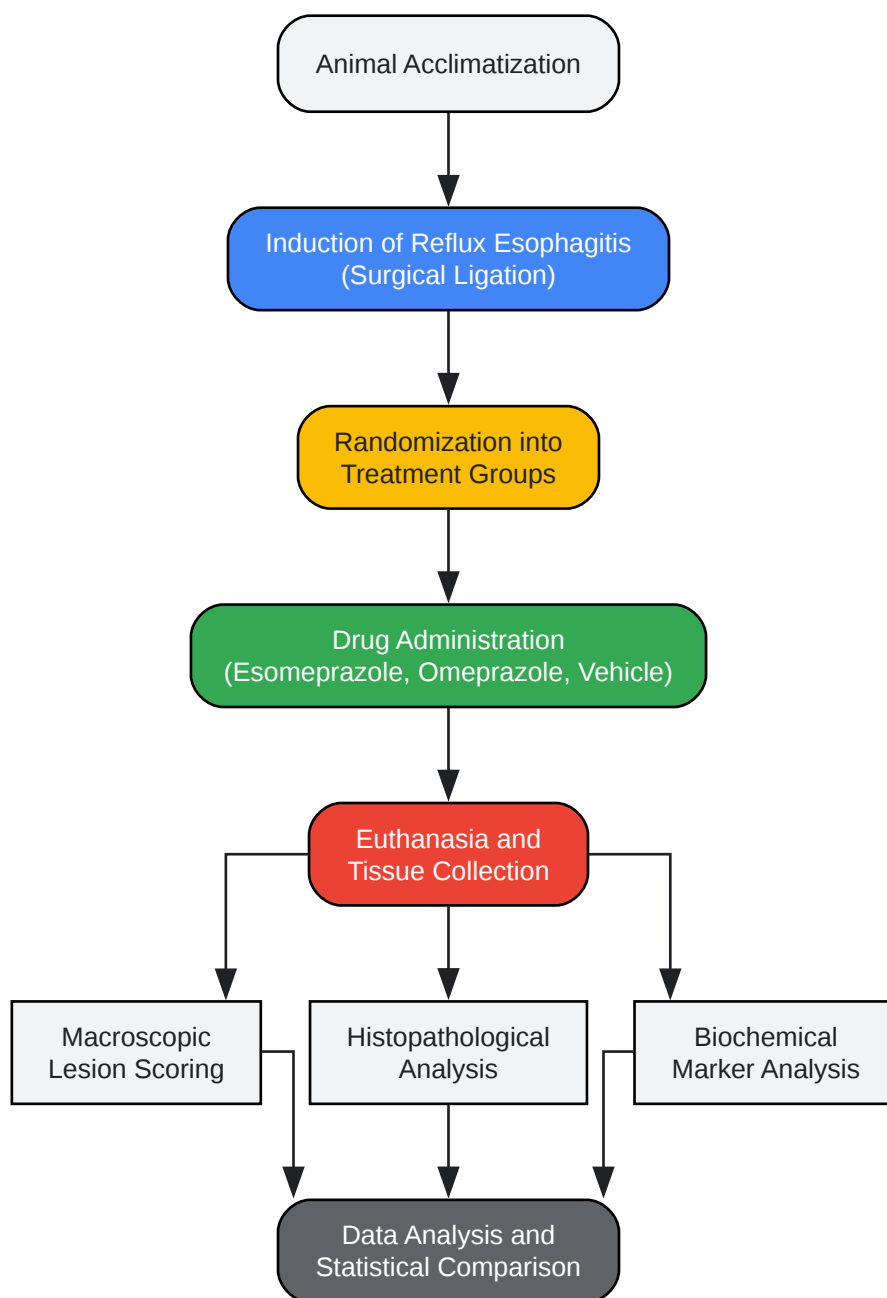 Animal Acclimatization
Induction of Reflux Esophagitis
(Surgical Ligation)
Randomization into
Treatment Groups
Drug Administration
(Esomeprazole, Omeprazole, Vehicle)
Euthanasia and
Tissue Collection
Macroscopic
Lesion Scoring
Histopathological
Analysis
Biochemical
Marker Analysis
Data Analysis and
Statistical Comparison